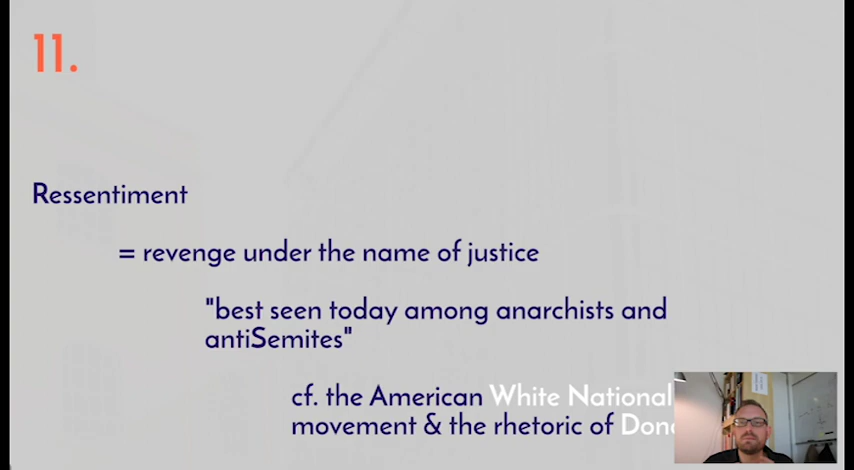 11.
Ressentiment
= revenge under the name of justice
"best seen today among anarchists and
antiSemites"
cf. the American White National
movement & the rhetoric of